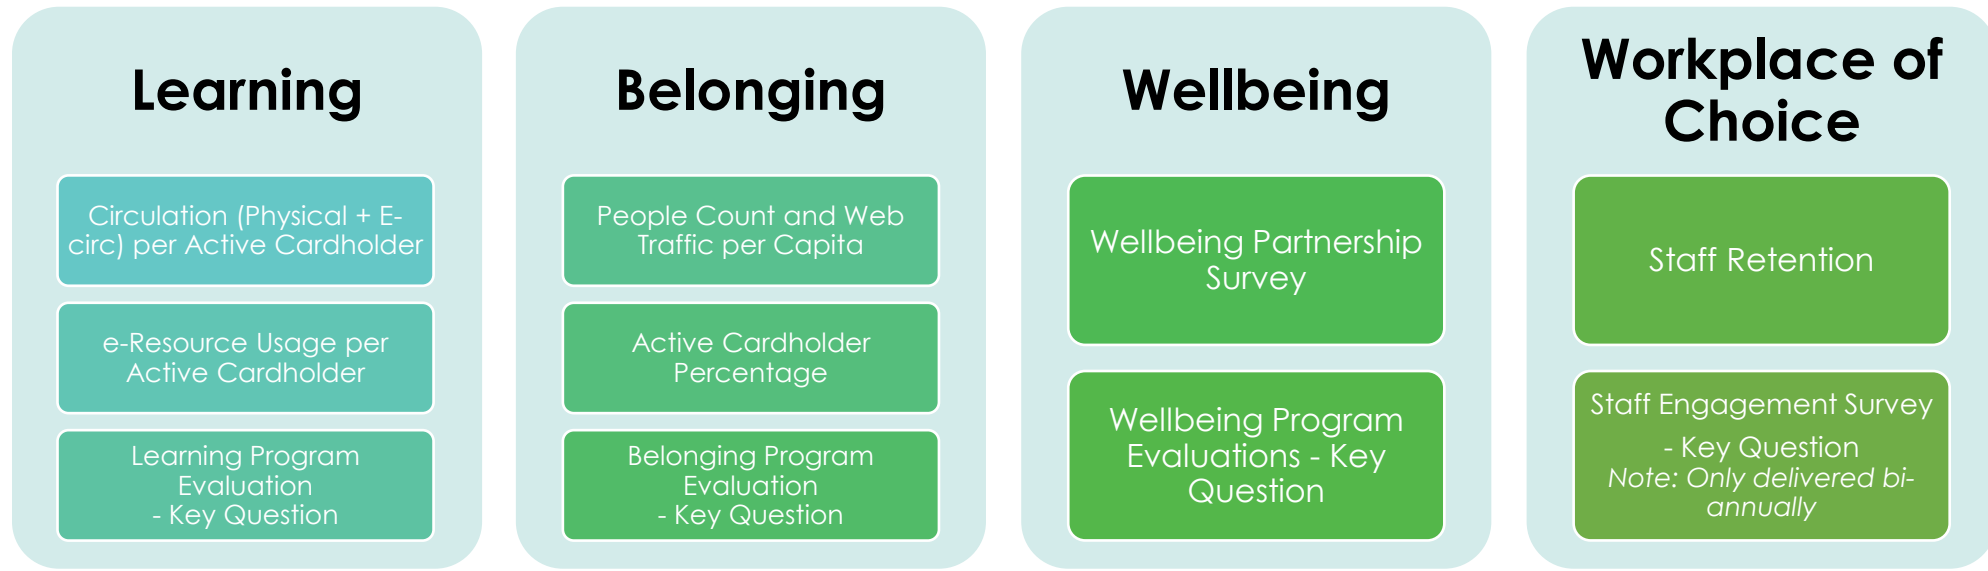 Learning
Circulation (Physical + E-
circ) per Active Cardholder
e-Resource Usage per
Active Cardholder
Learning Program
Evaluation
- Key Question
Belonging
People Count and Web
Traffic per Capita
Active Cardholder
Percentage
Belonging Program
Evaluation
- Key Question
Wellbeing
Wellbeing Partnership
Survey
Wellbeing Program
Evaluations - Key
Question
Workplace of
Choice
Staff Retention
Staff Engagement Survey
- Key Question
Note: Only delivered bi-
annually